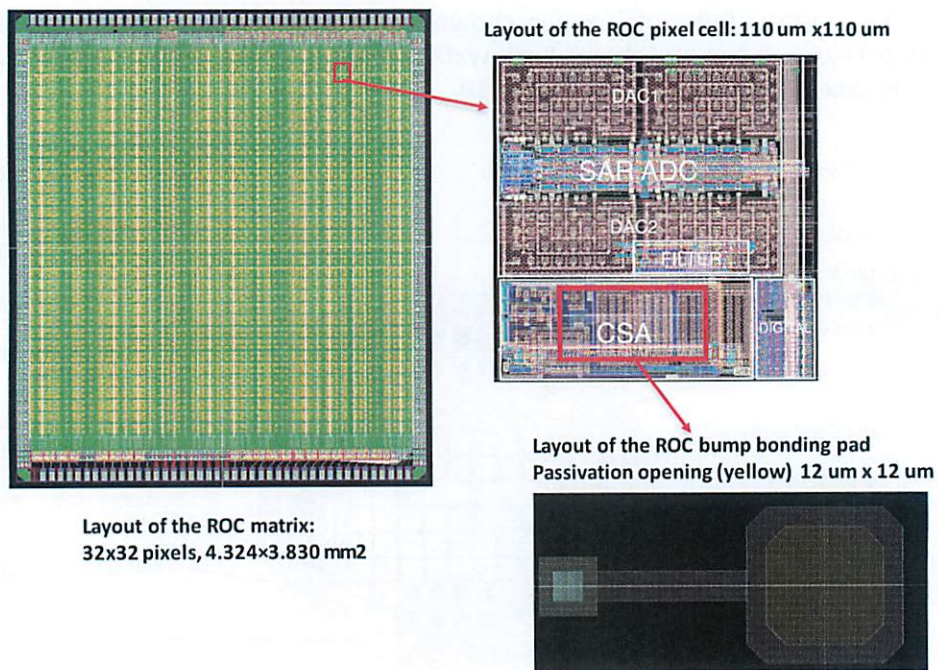 Layout of the ROC pixel cell: 110 um x110 um
DAC1
SAR ADC
DAC2
FILTER
CSA
DIGITAL
Layout of the ROC bump bonding pad
Passivation opening (yellow) 12 um x 12 um
Layout of the ROC matrix:
32x32 pixels, 4.324×3.830 mm2